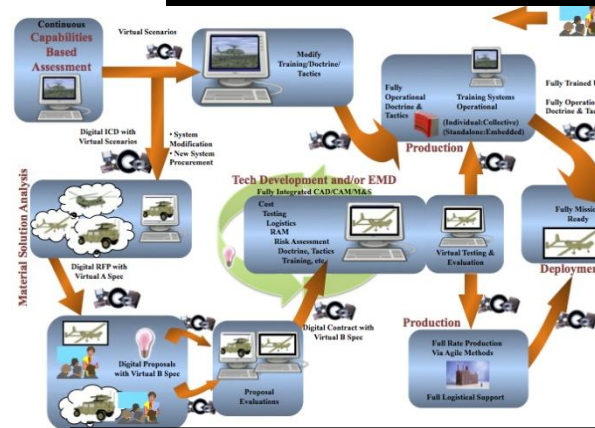 Continuous
Capabilities
Based
Assessment
Virtual Scenarios
Modify
Training/Doctrine/
Tactics
Fully
Operational
Doctrine &
Tactics
Training Systems
Operational
(Individual:Collective)
(Standalone:Embedded)
Production
Fully Trained
Fully
Doctrine &
Digital ICD with
Virtual Scenarios
• System
Modification
• New System
Procurement
Material Solution Analysis
Tech Development and/or EMD
Fully Integrated CAD/CAM/M&S
Cost
Testing
Logistics
RAM
Risk Assessment
Doctrine, Tactics
Training, etc.
Virtual Testing &
Evaluation
Fully Mission
Ready
Deployment
Digital RFP with
Virtual A Spec
Digital Contract with
Virtual B Spec
Production
Full Rate Production
Via Agile Methods
Full Logistical Support
Digital Proposals
with Virtual B Spec
Proposal
Evaluations